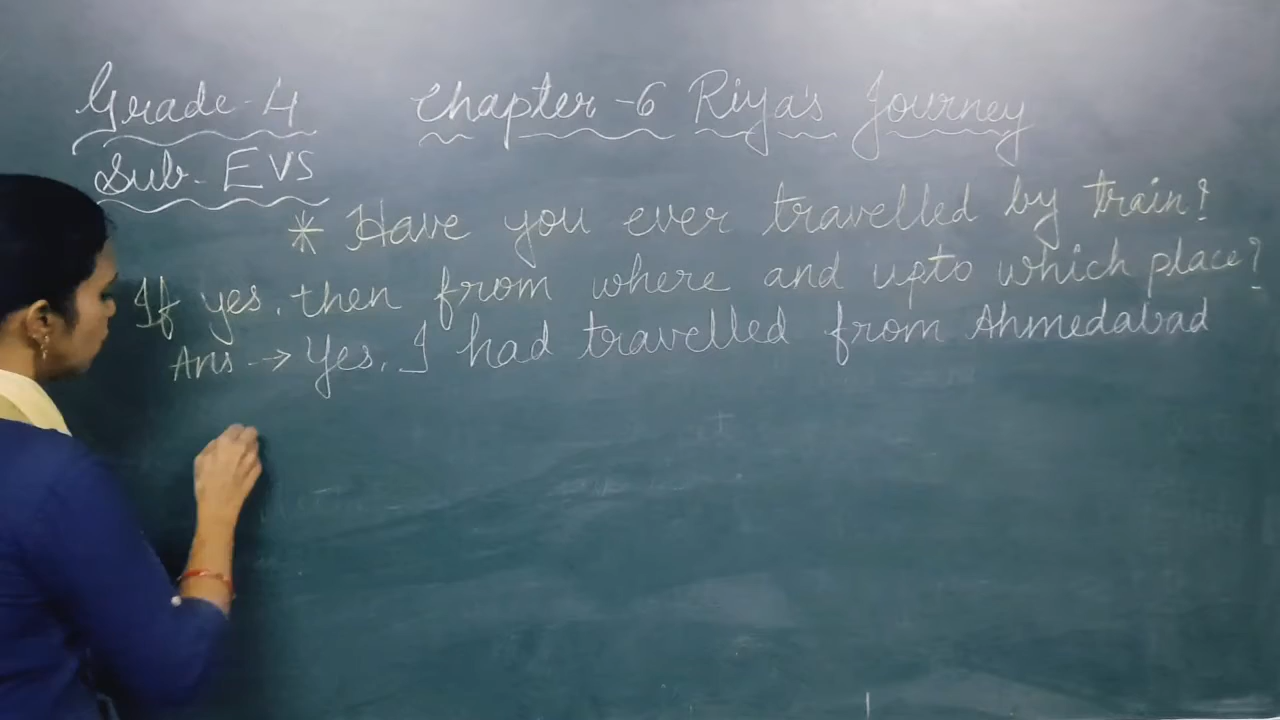 Grade-4
Chapter-6 Riya's Journey
Sub-EVS
* Have you ever travelled by train?
If yes, then from where and upto which place?
Ans → Yes, I had travelled from Ahmedabad